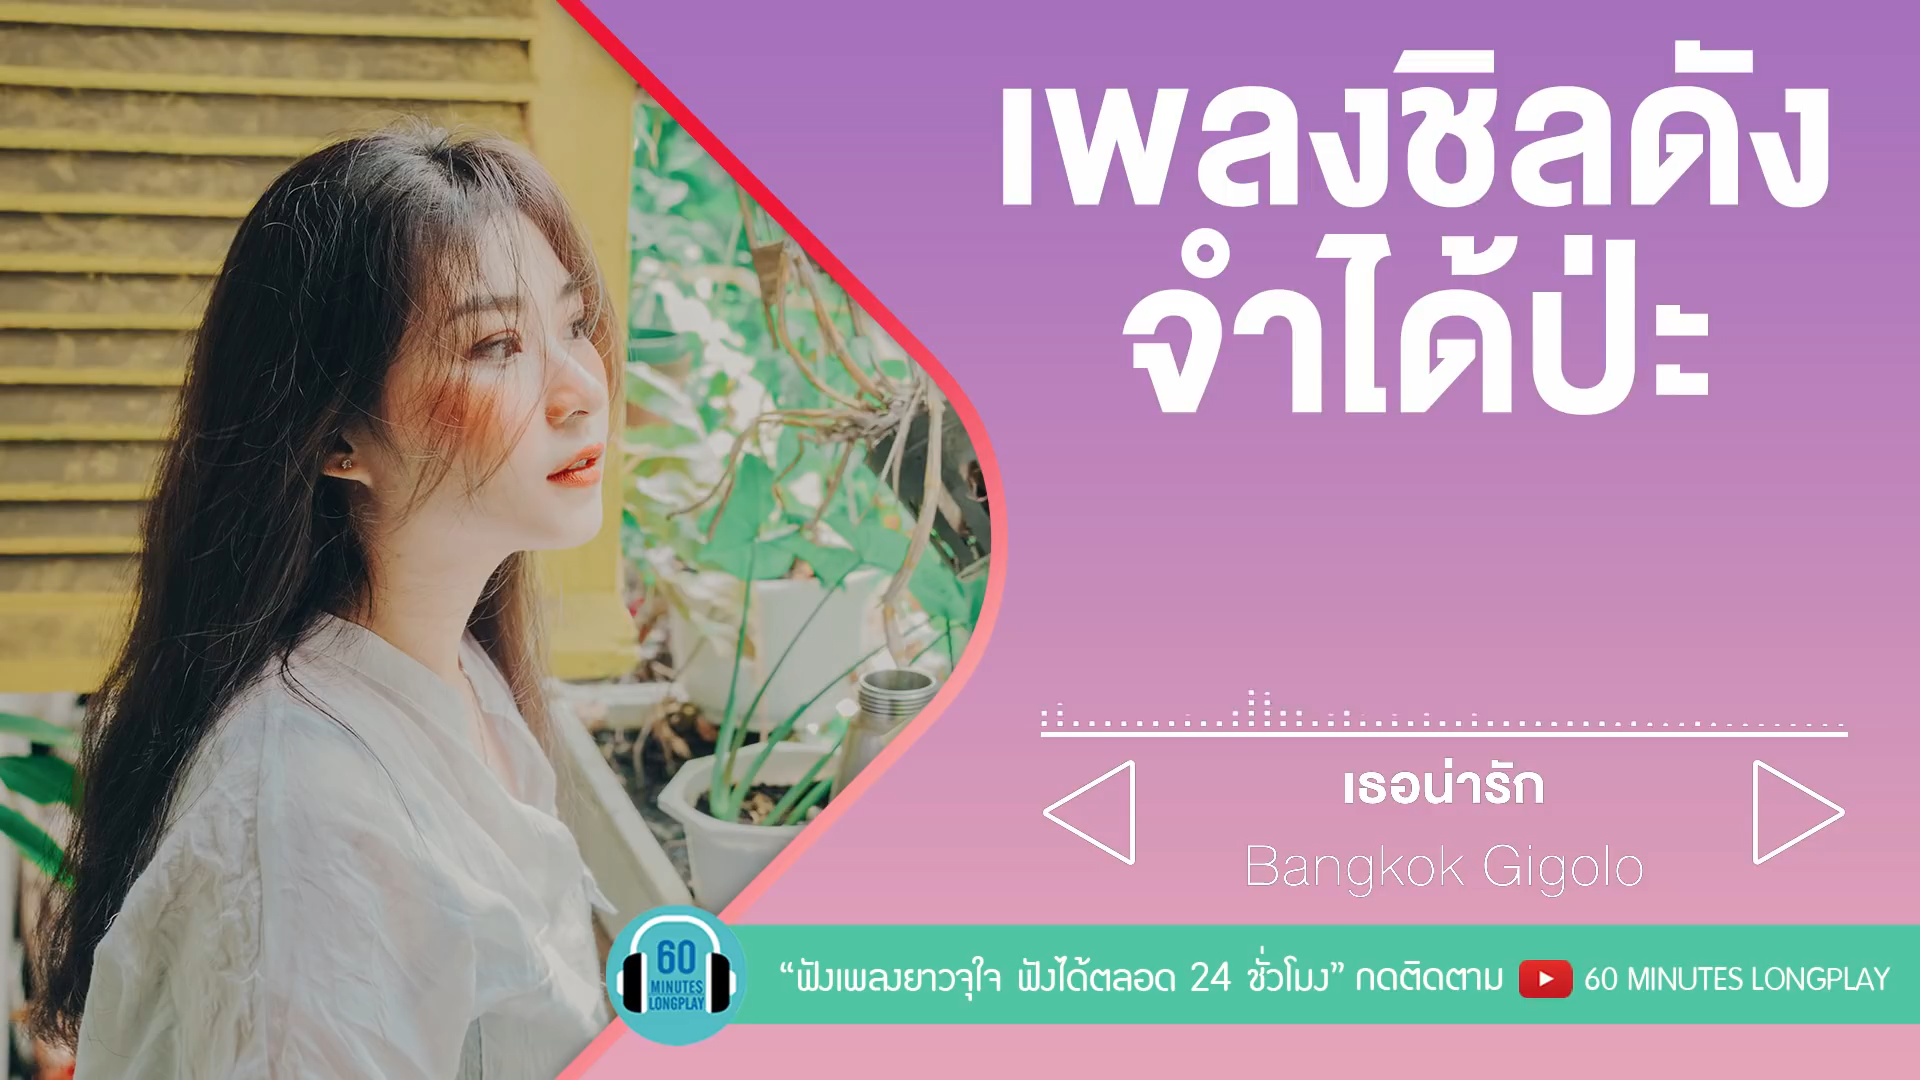 เพลงชิลดัง
จำได้ป่ะ
เธอน่ารัก
Bangkok Gigolo
60
MINUTES
LONGPLAY
“ฟังเพลงยาวจุใจ ฟังได้ตลอด 24 ชั่วโมง” กดติดตาม 60 MINUTES LONGPLAY